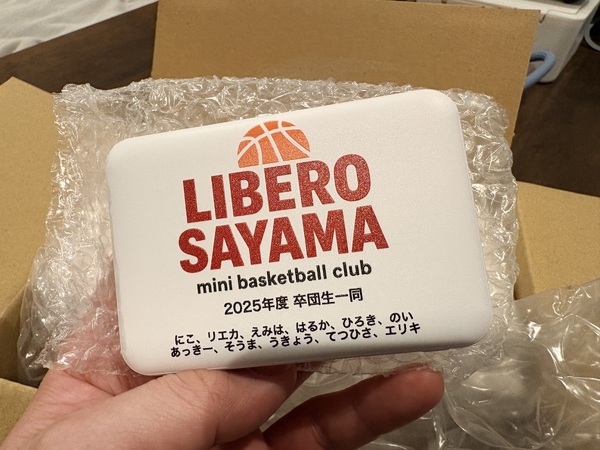 LIBERO
SAYAMA
mini basketball club
2025年度 卒団生一同
にこ、リエカ、えみは、はるか、ひろき、のい
あっきー、そうま、うきょう、てつひさ、エリキ